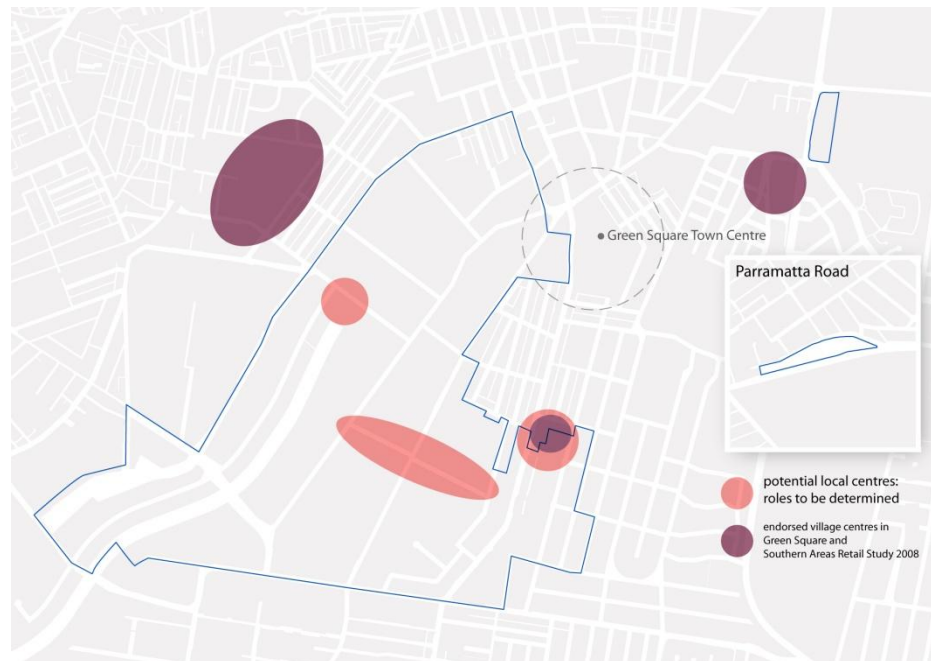 Green Square Town Centre
Parramatta Road
potential local centres:
roles to be determined
endorsed village centres in
Green Square and
Southern Areas Retail Study 2008